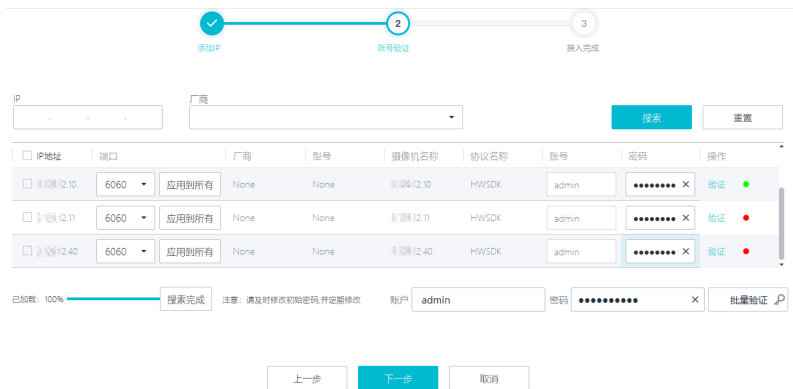 2 3
添加IP 账号验证 接入完成
IP 厂商
搜索 重置
IP地址 端口 厂商 型号 摄像机名称 协议名称 账号 密码 操作
2.10 6060 应用到所有 None None 2.10 HWSDK admin ●●●●●●●● × 验证
2.11 6060 应用到所有 None None 2.11 HWSDK admin ●●●●●●●● × 验证
2.40 6060 应用到所有 None None 2.40 HWSDK admin ●●●●●●●● × 验证
已加载: 100% 搜索完成 注意: 请及时修改初始密码,并定期修改 账户 admin 密码 ●●●●●●●●●● × 批量验证
上一步 下一步 取消